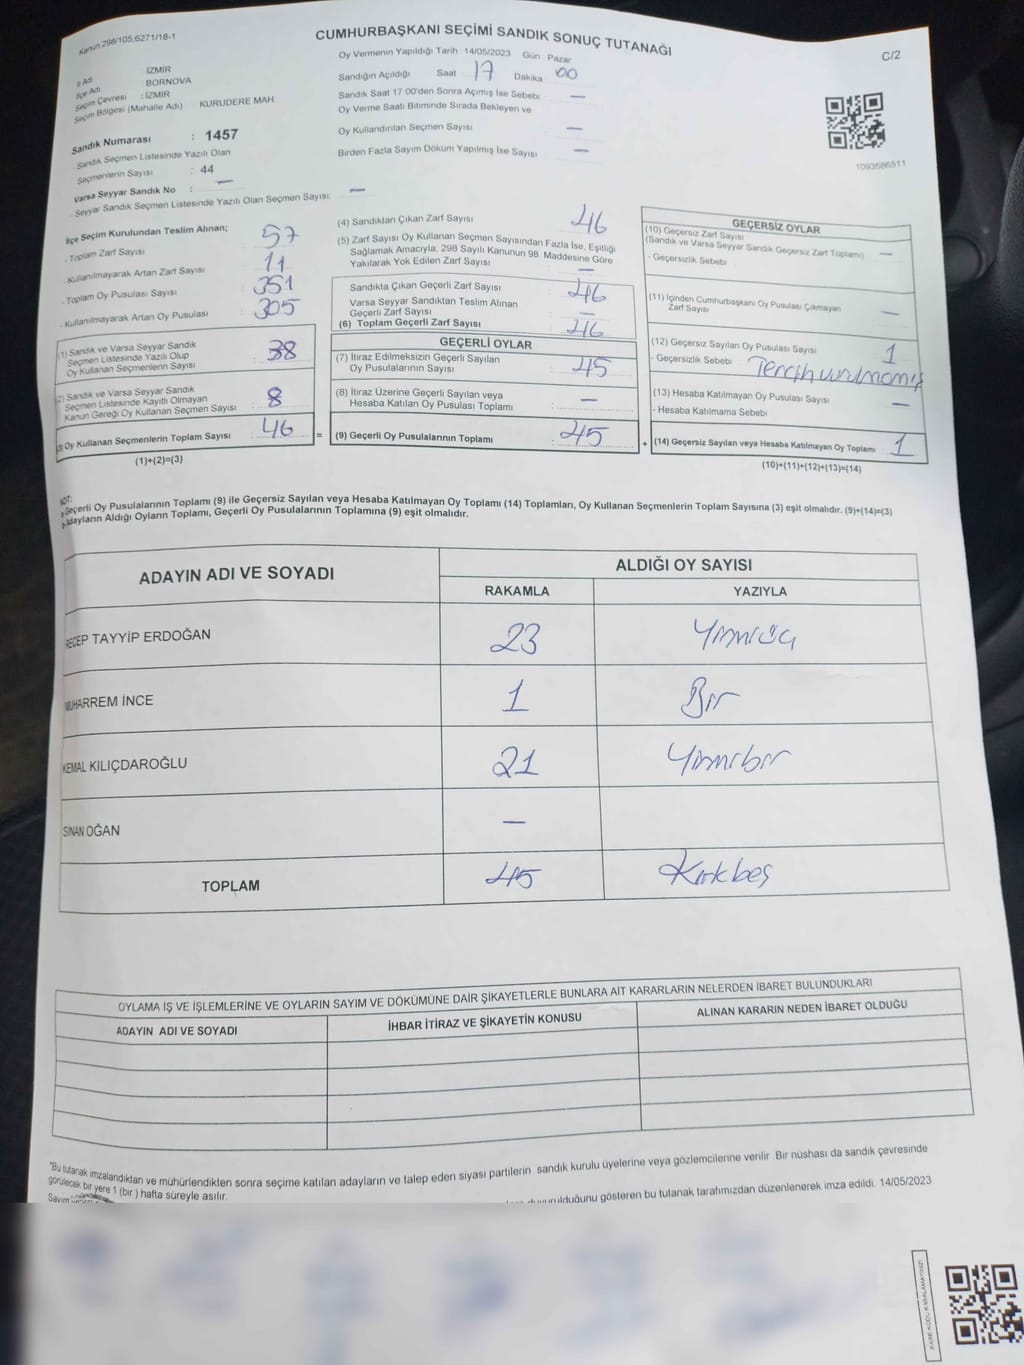 Kanun:298/105;6271/18-1
CUMHURBAŞKANI SEÇİMİ SANDIK SONUÇ TUTANAĞI
C/2
İl Adı : İZMİR
İlçe Adı BORNOVA
Seçim Çevresi : İZMİR
Seçim Bölgesi (Mahalle Adı) KURUDERE MAH.
Sandık Numarası : 1457
Sandık Seçmen Listesinde Yazılı Olan
Seçmenlerin Sayısı : 44
Varsa Seyyar Sandık No : —
Seyyar Sandık Seçmen Listesinde Yazılı Olan Seçmen Sayısı: —
Oy Vermenin Yapıldığı Tarih 14/05/2023 Gün : Pazar
Sandığın Açıldığı Saat 17 Dakika 00
Sandık Saat 17 00'den Sonra Açımış İse Sebebi —
Oy Verme Saati Bitiminde Sırada Bekleyen ve
Oy Kullandırılan Seçmen Sayısı —
Birden Fazla Sayım Döküm Yapılmış İse Sayısı —
1093586511
İlçe Seçim Kurulundan Teslim Alınan;
- Toplam Zarf Sayısı 57
- Kullanılmayarak Artan Zarf Sayısı 11
- Toplam Oy Pusulası Sayısı 351
- Kullanılmayarak Artan Oy Pusulası 305
(1) Sandık ve Varsa Seyyar Sandık
Seçmen Listesinde Yazılı Olup
Oy Kullanan Seçmenlerin Sayısı : 38
(2) Sandık ve Varsa Seyyar Sandık
Seçmen Listesinde Kayıtlı Olmayan
Kanun Gereği Oy Kullanan Seçmen Sayısı : 8
(3) Oy Kullanan Seçmenlerin Toplam Sayısı : 46 =
(1)+(2)=(3)
(4) Sandıktan Çıkan Zarf Sayısı 46
(5) Zarf Sayısı Oy Kullanan Seçmen Sayısından Fazla İse, Eşitliği
Sağlamak Amacıyla, 298 Sayılı Kanunun 98. Maddesine Göre
Yakılarak Yok Edilen Zarf Sayısı —
Sandıkta Çıkan Geçerli Zarf Sayısı : 46
Varsa Seyyar Sandıktan Teslim Alınan
Geçerli Zarf Sayısı : —
(6) Toplam Geçerli Zarf Sayısı : 46
GEÇERLİ OYLAR
(7) İtiraz Edilmeksizin Geçerli Sayılan
Oy Pusulalarının Sayısı : 45
(8) İtiraz Üzerine Geçerli Sayılan veya
Hesaba Katılan Oy Pusulası Toplamı : —
(9) Geçerli Oy Pusulalarının Toplamı : 45 +
GEÇERSİZ OYLAR
(10) Geçersiz Zarf Sayısı
(Sandık ve Varsa Seyyar Sandık Geçersiz Zarf Toplamı) —
- Geçersizlik Sebebi
(11) İçinden Cumhurbaşkanı Oy Pusulası Çıkmayan
Zarf Sayısı —
(12) Geçersiz Sayılan Oy Pusulası Sayısı 1
- Geçersizlik Sebebi Tercih vurulmamış
(13) Hesaba Katılmayan Oy Pusulası Sayısı —
- Hesaba Katılmama Sebebi
(14) Geçersiz Sayılan veya Hesaba Katılmayan Oy Toplamı 1
(10)+(11)+(12)+(13)=(14)
NOT:
Geçerli Oy Pusulalarının Toplamı (9) ile Geçersiz Sayılan veya Hesaba Katılmayan Oy Toplamı (14) Toplamları, Oy Kullanan Seçmenlerin Toplam Sayısına (3) eşit olmalıdır. (9)+(14)=(3)
Adayların Aldığı Oyların Toplamı, Geçerli Oy Pusulalarının Toplamına (9) eşit olmalıdır.
ADAYIN ADI VE SOYADI ALDIĞI OY SAYISI
RAKAMLA YAZIYLA
RECEP TAYYİP ERDOĞAN 23 Yirmiüç
MUHARREM İNCE 1 Bir
KEMAL KILIÇDAROĞLU 21 Yirmibir
SİNAN OĞAN —
TOPLAM 45 Kırkbeş
OYLAMA İŞ VE İŞLEMLERİNE VE OYLARIN SAYIM VE DÖKÜMÜNE DAİR ŞİKAYETLERLE BUNLARA AİT KARARLARIN NELERDEN İBARET BULUNDUKLARI
ADAYIN ADI VE SOYADI İHBAR İTİRAZ VE ŞİKAYETİN KONUSU ALINAN KARARIN NEDEN İBARET OLDUĞU
"Bu tutanak imzalandıktan ve mühürlendikten sonra seçime katılan adayların ve talep eden siyasi partilerin sandık kurulu üyelerine veya gözlemcilerine verilir Bir nüshası da sandık çevresinde
görülecek bir yere 1 (bir ) hafta süreyle asılır.
duyurulduğunu gösteren bu tutanak tarafımızdan düzenlenerek imza edildi. 14/05/2023